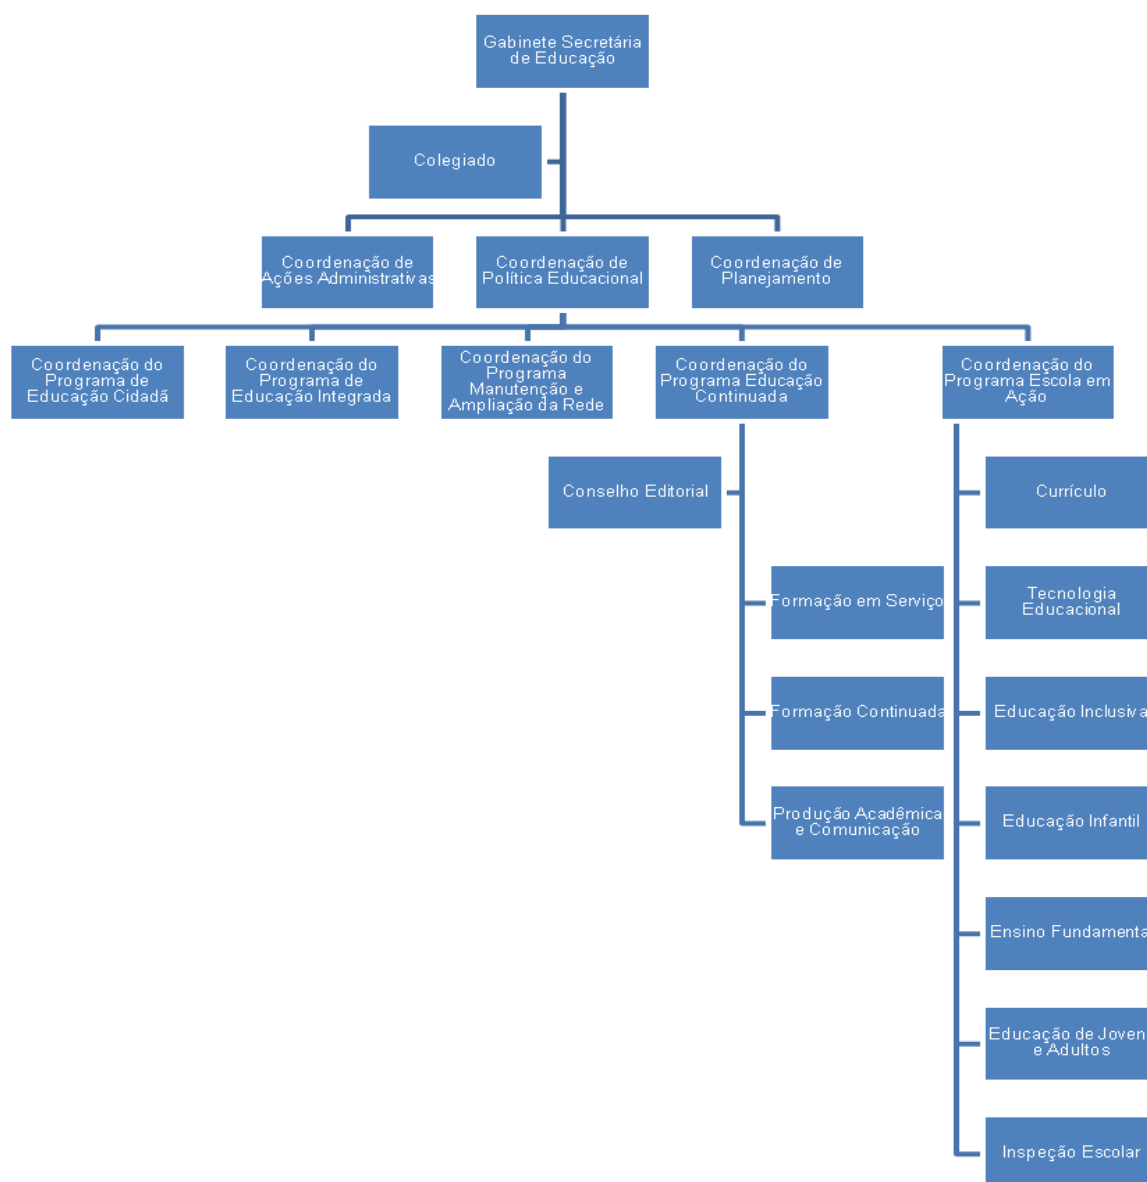 Gabinete Secretária
de Educação
Colegiado
Coordenação de
Ações Administrativas
Coordenação de
Política Educacional
Coordenação de
Planejamento
Coordenação do
Programa de
Educação Cidadã
Coordenação do
Programa de
Educação Integrada
Coordenação do
Programa
Manutenção e
Ampliação da Rede
Coordenação do
Programa Educação
Continuada
Coordenação do
Programa Escola em
Ação
Conselho Editorial
Formação em Serviço
Formação Continuada
Produção Acadêmica
e Comunicação
Currículo
Tecnologia
Educacional
Educação Inclusiva
Educação Infantil
Ensino Fundamenta
Educação de Joven
e Adultos
Inspeção Escolar